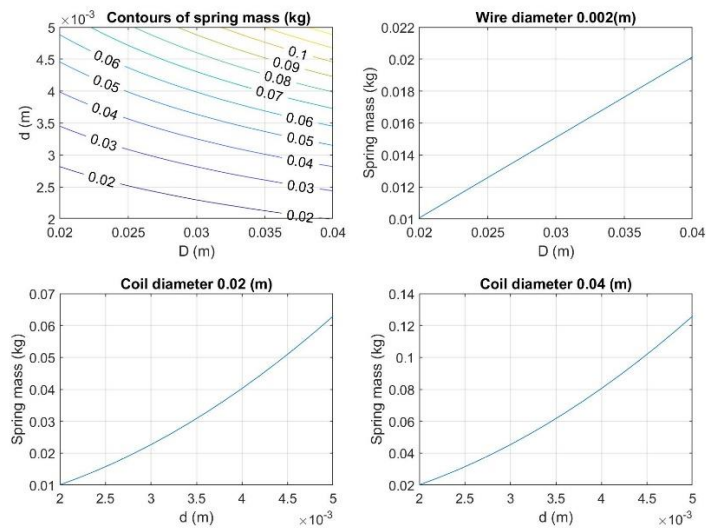 ×10⁻³ Contours of spring mass (kg)
5
4.5
4
3.5
3
2.5
2
d (m)
0.1
0.09
0.08
0.07
0.06
0.06
0.05
0.05
0.04
0.04
0.03
0.03
0.02
0.02
0.02 0.025 0.03 0.035 0.04
D (m)
Wire diameter 0.002(m)
0.022
0.02
0.018
0.016
0.014
0.012
0.01
Spring mass (kg)
0.02 0.025 0.03 0.035 0.04
D (m)
Coil diameter 0.02 (m)
0.07
0.06
0.05
0.04
0.03
0.02
0.01
Spring mass (kg)
2 2.5 3 3.5 4 4.5 5
d (m) ×10⁻³
Coil diameter 0.04 (m)
0.14
0.12
0.1
0.08
0.06
0.04
0.02
Spring mass (kg)
2 2.5 3 3.5 4 4.5 5
d (m) ×10⁻³